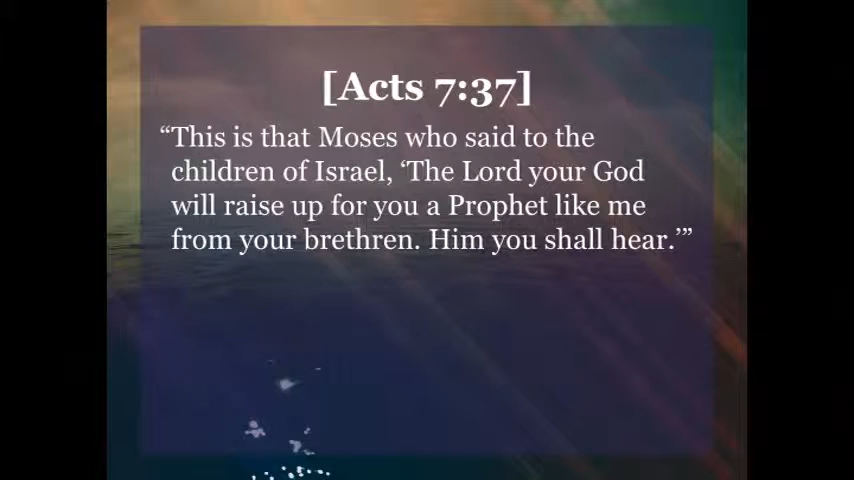 [Acts 7:37]
“This is that Moses who said to the
children of Israel, ‘The Lord your God
will raise up for you a Prophet like me
from your brethren. Him you shall hear.’”